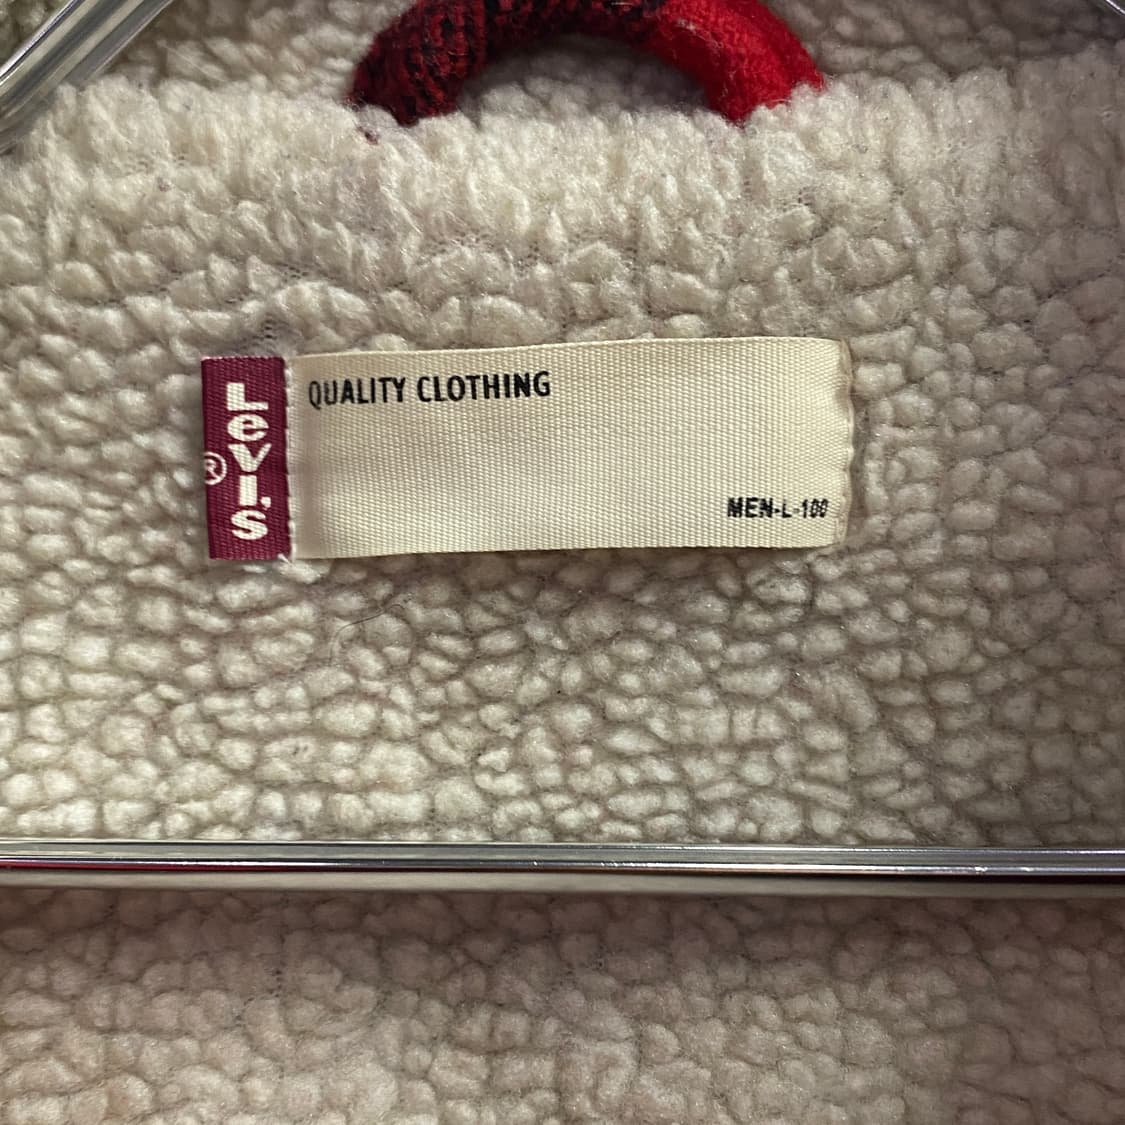 Levi's
®
QUALITY CLOTHING
MEN-L-100